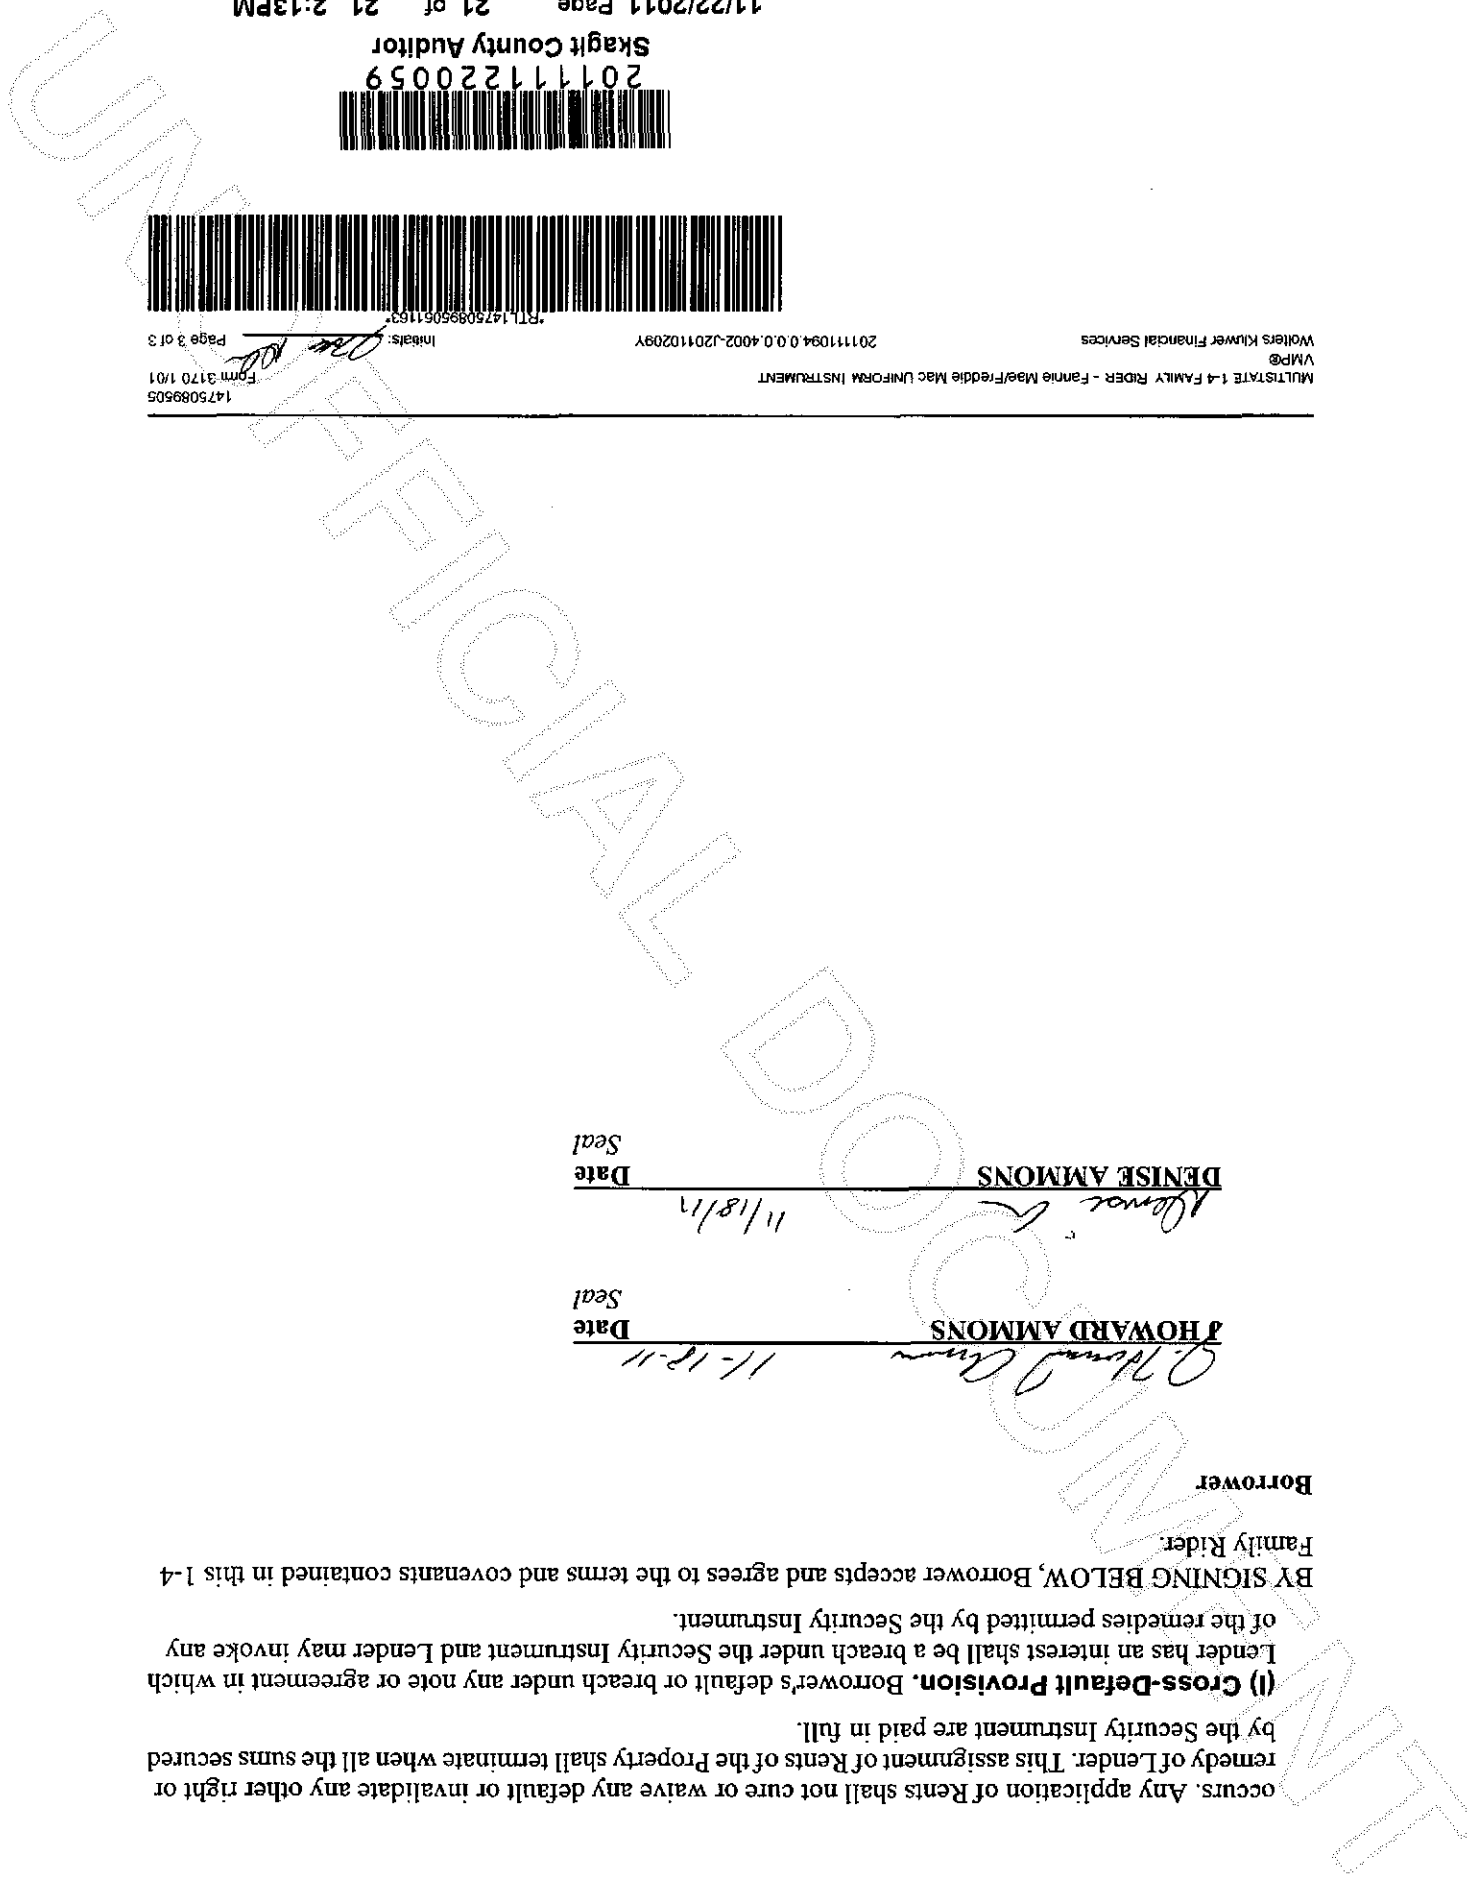 occurs. Any application of Rents shall not cure or waive any default or invalidate any other right or
remedy of Lender. This assignment of Rents of the Property shall terminate when all the sums secured
by the Security Instrument are paid in full.
(I) Cross-Default Provision. Borrower's default or breach under any note or agreement in which
Lender has an interest shall be a breach under the Security Instrument and Lender may invoke any
of the remedies permitted by the Security Instrument.
BY SIGNING BELOW, Borrower accepts and agrees to the terms and covenants contained in this 1-4
Family Rider.
Borrower
J. Howard Ammons 11-18-11
J HOWARD AMMONS Date
Seal
Denise 11/18/11
DENISE AMMONS Date
Seal
1475089505
MULTISTATE 1-4 FAMILY RIDER - Fannie Mae/Freddie Mac UNIFORM INSTRUMENT Form 3170 1/01
VMP®
Wolters Kluwer Financial Services 2011111094.0.0.0.4002-J20110209Y Initials: Page 3 of 3
*RTL14750895051163*
201111220059
Skagit County Auditor
11/22/2011 Page 21 of 21 2:13PM
UNOFFICIAL DOCUMENT